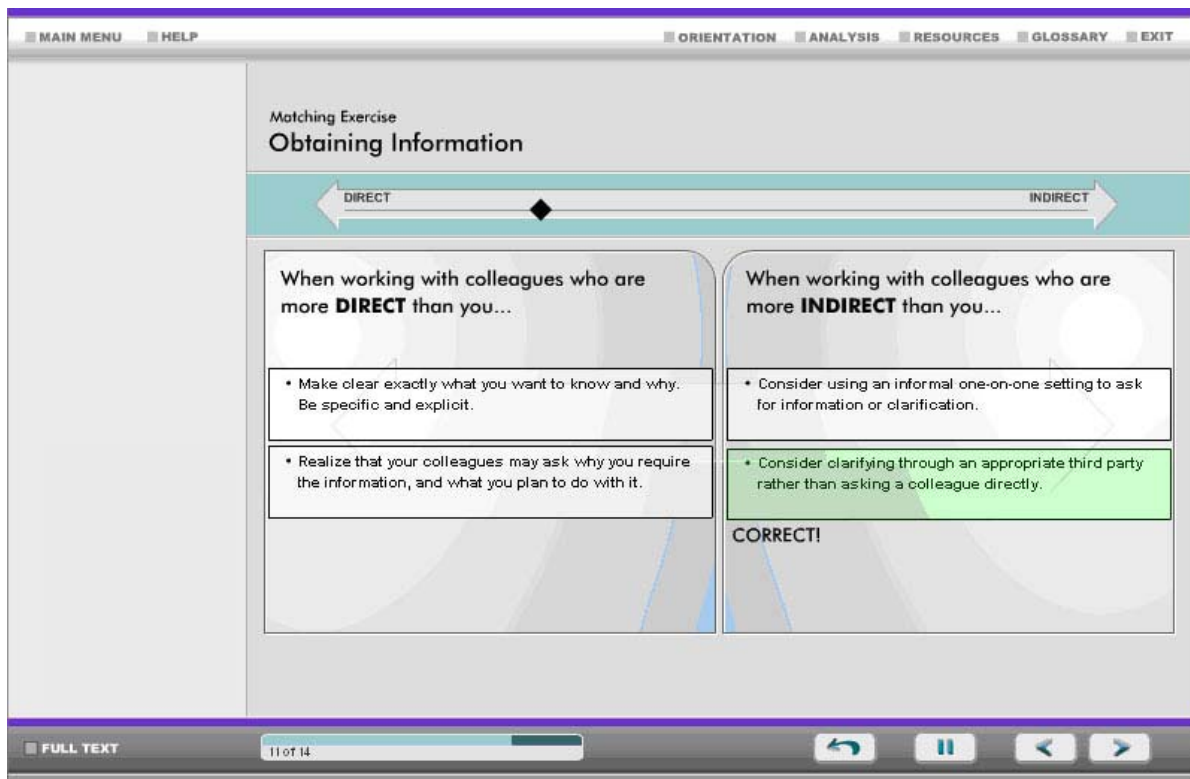 MAIN MENU HELP ORIENTATION ANALYSIS RESOURCES GLOSSARY EXIT
Matching Exercise
Obtaining Information
DIRECT INDIRECT
When working with colleagues who are
more DIRECT than you...
• Make clear exactly what you want to know and why.
Be specific and explicit.
• Realize that your colleagues may ask why you require
the information, and what you plan to do with it.
When working with colleagues who are
more INDIRECT than you...
• Consider using an informal one-on-one setting to ask
for information or clarification.
• Consider clarifying through an appropriate third party
rather than asking a colleague directly.
CORRECT!
FULL TEXT
11 of 14